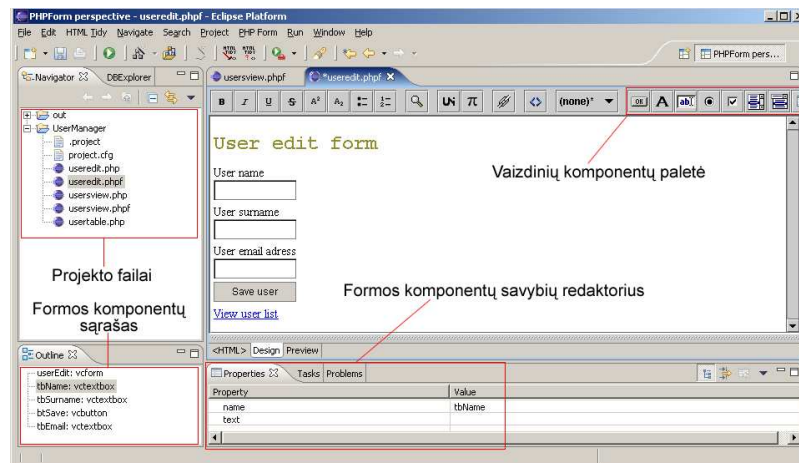 PHPForm perspective - useredit.phpf - Eclipse Platform
File Edit HTML Tidy Navigate Search Project PHP Form Run Window Help
PHPForm pers...
Navigator DBExplorer
usersview.phpf *useredit.phpf
B I U S A² A₂ (none)*
out
UserManager
.project
project.cfg
useredit.php
useredit.phpf
usersview.php
usersview.phpf
usertable.php
Projekto failai
Formos komponentų
sąrašas
User edit form
User name
User surname
User email adress
Save user
View user list
Vaizdinių komponentų paletė
Formos komponentų savybių redaktorius
<HTML> Design Preview
Outline
userEdit: vcform
tbName: vctextbox
tbSurname: vctextbox
btSave: vcbutton
tbEmail: vctextbox
Properties Tasks Problems
Property Value
name tbName
text